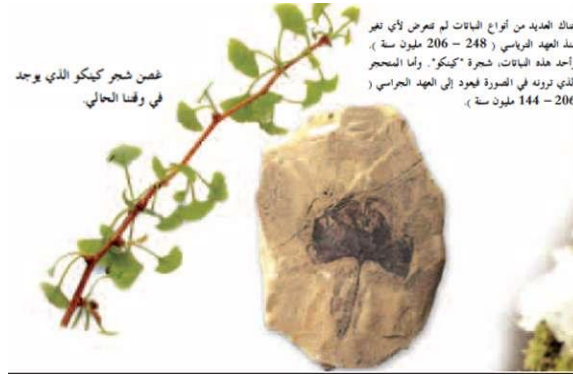 هناك العديد من أنواع النباتات لم تتعرض لأي تغير
منذ العهد الترياسي ( 248 – 206 مليون سنة ).
وأحد هذه النباتات، شجرة "كينكو". وأما المتحجر
الذي ترونه في الصورة فيعود إلى العهد الجراسي (
206 – 144 مليون سنة ).
غصن شجر كينكو الذي يوجد
في وقتنا الحالي.